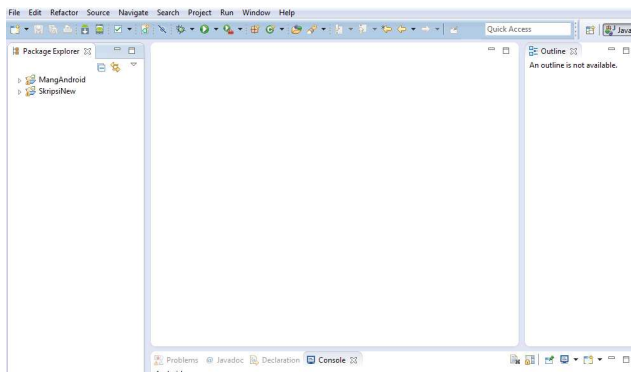 File Edit Refactor Source Navigate Search Project Run Window Help
Quick Access
Java
Package Explorer
MangAndroid
SkripsiNew
Outline
An outline is not available.
Problems @ Javadoc Declaration Console